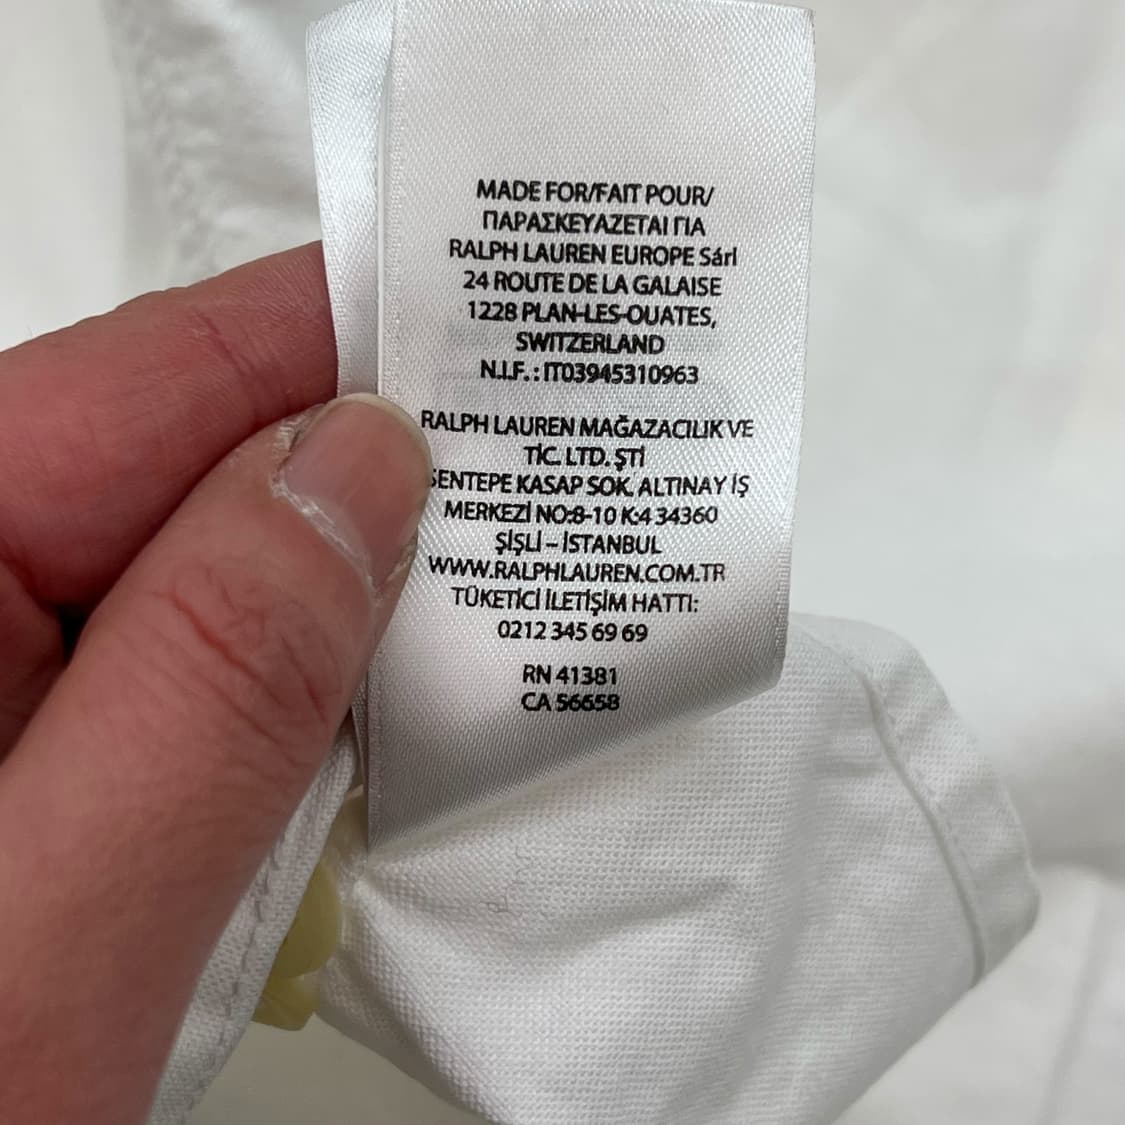 MADE FOR/FAIT POUR/
ΠΑΡΑΣΚΕΥΑΖΕΤΑΙ ΓΙΑ
RALPH LAUREN EUROPE Sárl
24 ROUTE DE LA GALAISE
1228 PLAN-LES-OUATES,
SWITZERLAND
N.I.F. : IT03945310963
RALPH LAUREN MAĞAZACILIK VE
TİC. LTD. ŞTİ
KASAP SOK. ALTINAY İŞ
MERKEZİ NO:8-10 K:4 34360
ŞİŞLİ – İSTANBUL
WWW.RALPHLAUREN.COM.TR
TÜKETİCİ İLETİŞİM HATTI:
0212 345 69 69
RN 41381
CA 56658